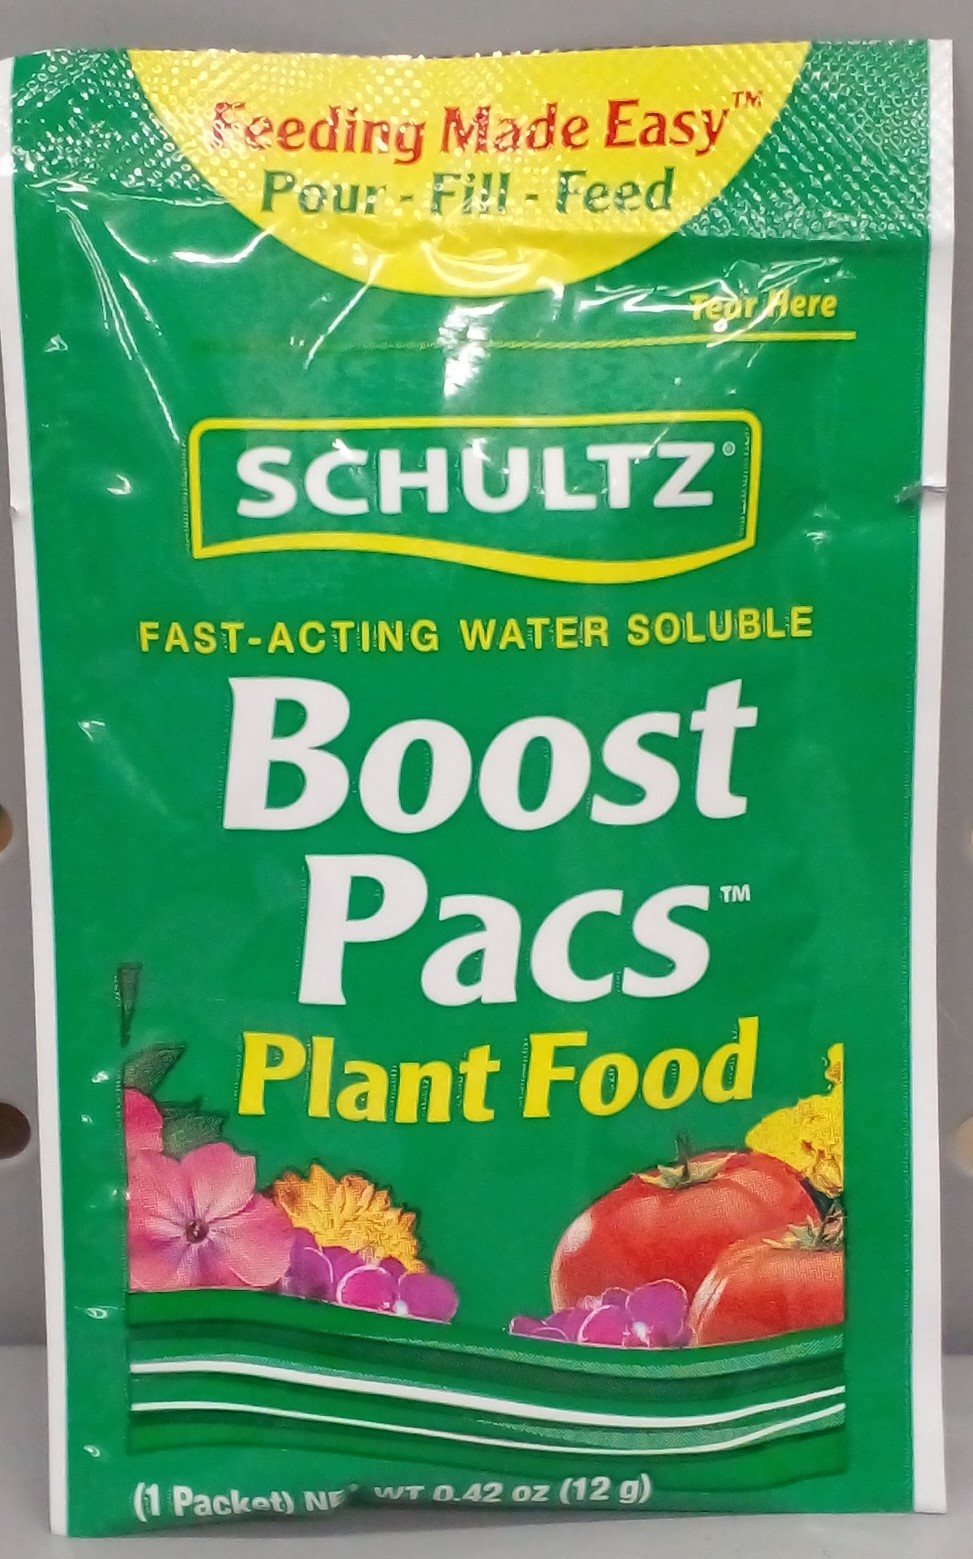 Feeding Made Easy™
Pour - Fill - Feed
Tear Here
SCHULTZ®
FAST-ACTING WATER SOLUBLE
Boost
Pacs™
Plant Food
(1 Packet) NET WT 0.42 oz (12 g)